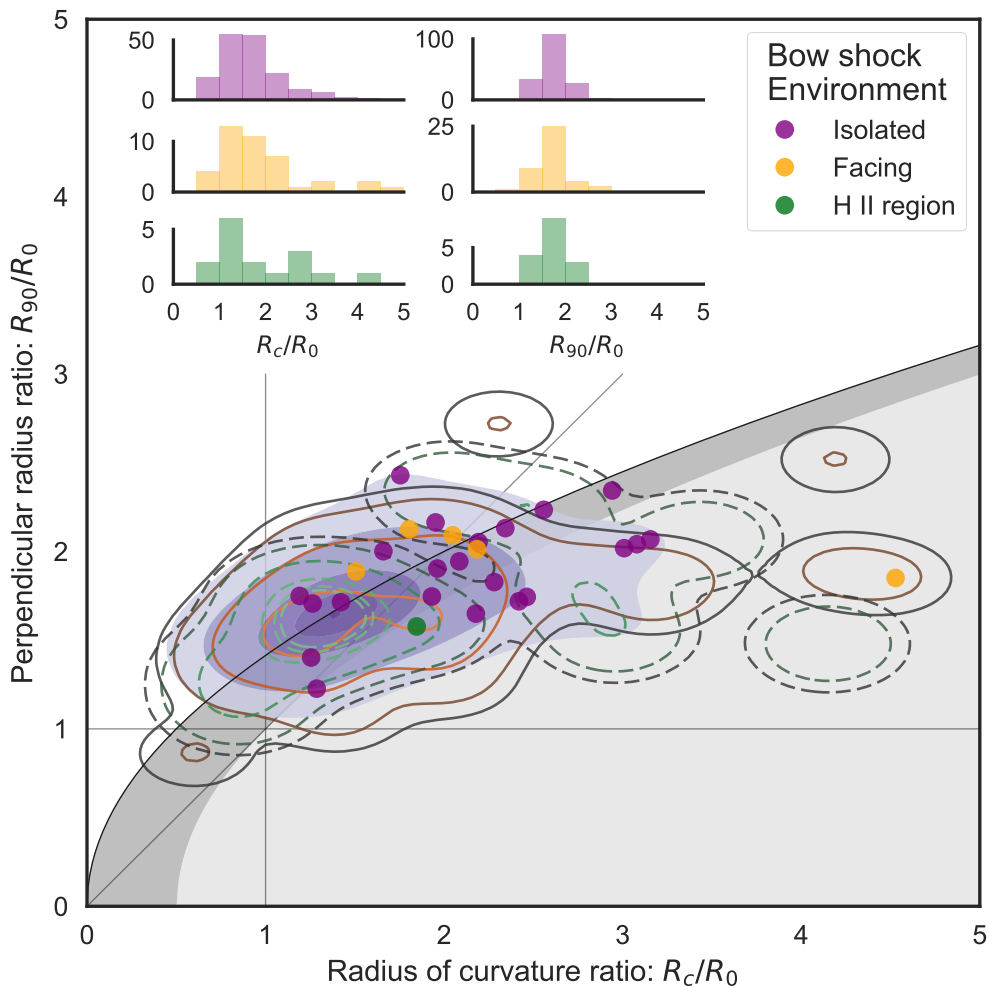 5
4
3
2
1
0
Perpendicular radius ratio: R90/R0
50
0
10
0
5
0
0 1 2 3 4 5
Rc/R0
100
0
25
0
5
0
0 1 2 3 4 5
R90/R0
Bow shock
Environment
Isolated
Facing
H II region
0 1 2 3 4 5
Radius of curvature ratio: Rc/R0